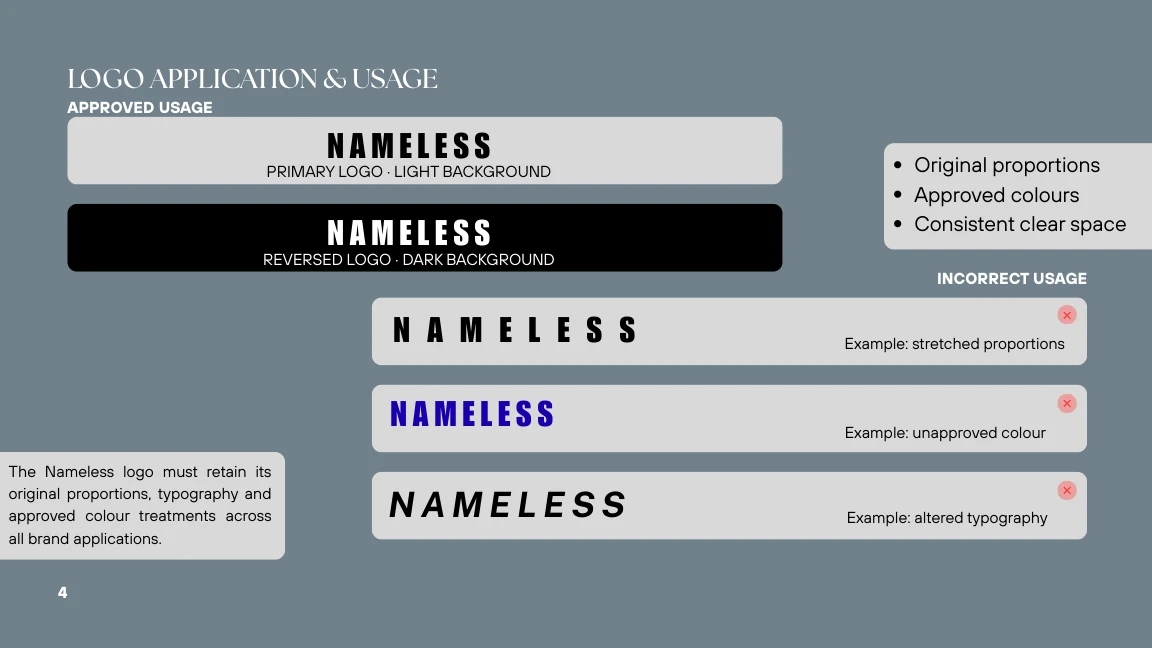 LOGO APPLICATION & USAGE
APPROVED USAGE
NAMELESS
PRIMARY LOGO · LIGHT BACKGROUND
NAMELESS
REVERSED LOGO · DARK BACKGROUND
• Original proportions
• Approved colours
• Consistent clear space
INCORRECT USAGE
NAMELESS
Example: stretched proportions
NAMELESS
Example: unapproved colour
NAMELESS
Example: altered typography
The Nameless logo must retain its
original proportions, typography and
approved colour treatments across
all brand applications.
4